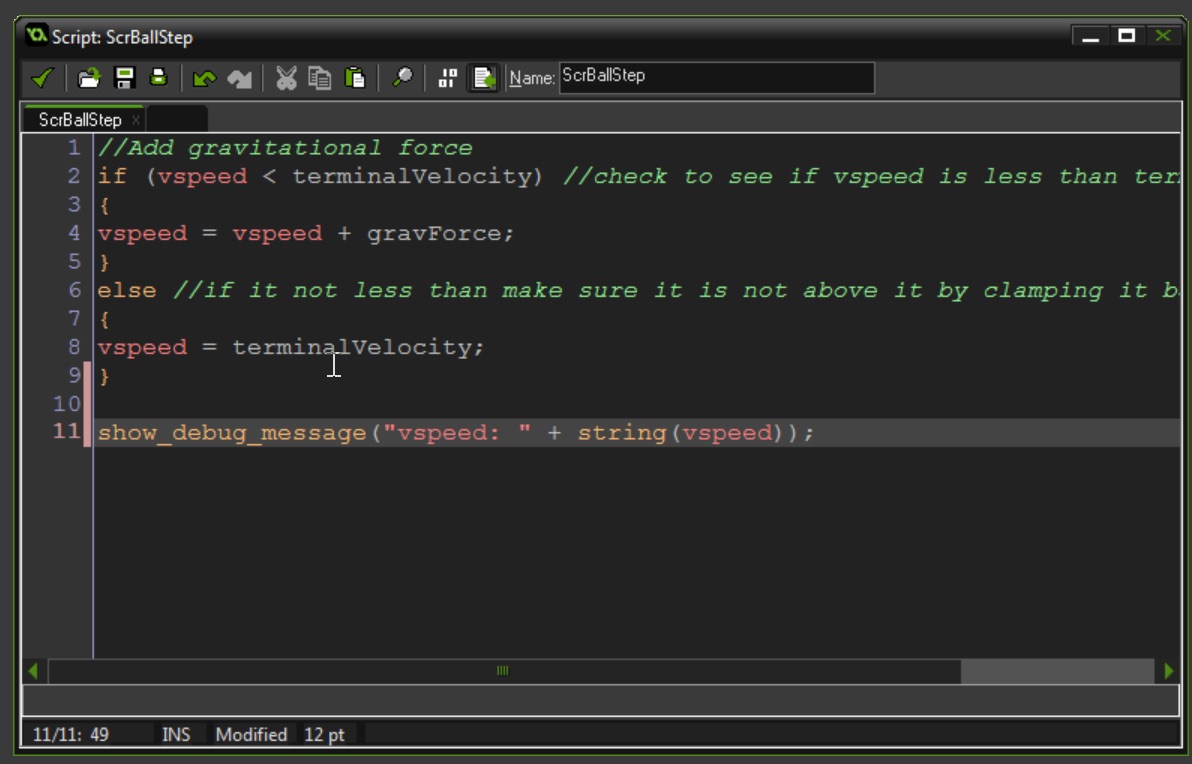 Script: ScrBallStep
Name: ScrBallStep
ScrBallStep
1 //Add gravitational force
2 if (vspeed < terminalVelocity) //check to see if vspeed is less than
3 {
4 vspeed = vspeed + gravForce;
5 }
6 else //if it not less than make sure it is not above it by clamping it
7 {
8 vspeed = terminalVelocity;
9 }
10
11 show_debug_message("vspeed: " + string(vspeed));
11/11: 49 INS Modified 12 pt